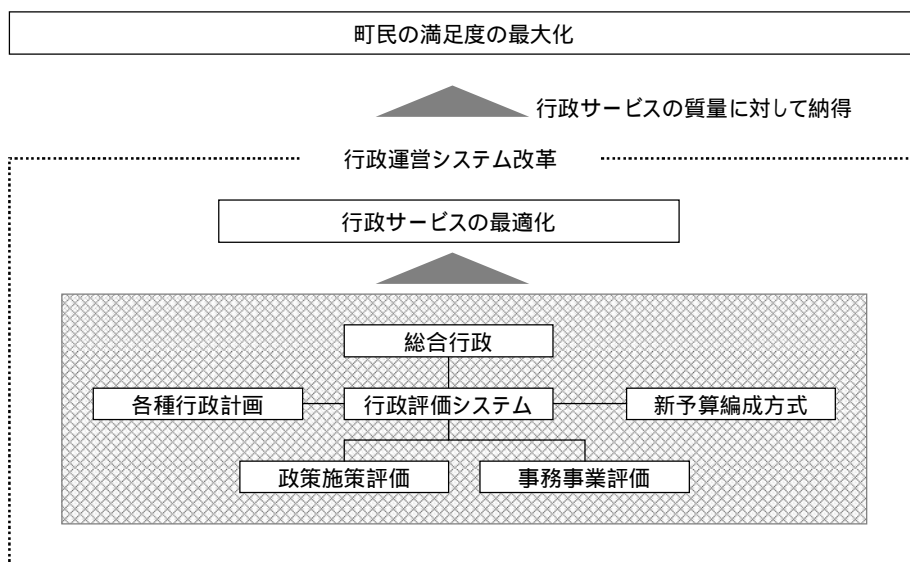 町民の満足度の最大化
行政サービスの質量に対して納得
行政運営システム改革
行政サービスの最適化
総合行政
各種行政計画
行政評価システム
新予算編成方式
政策施策評価
事務事業評価